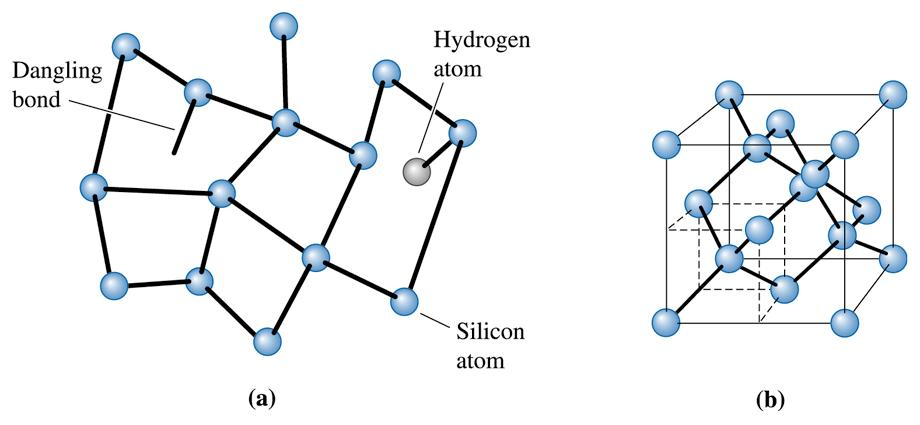 Hydrogen
atom
Dangling
bond
Silicon
atom
(a)
(b)